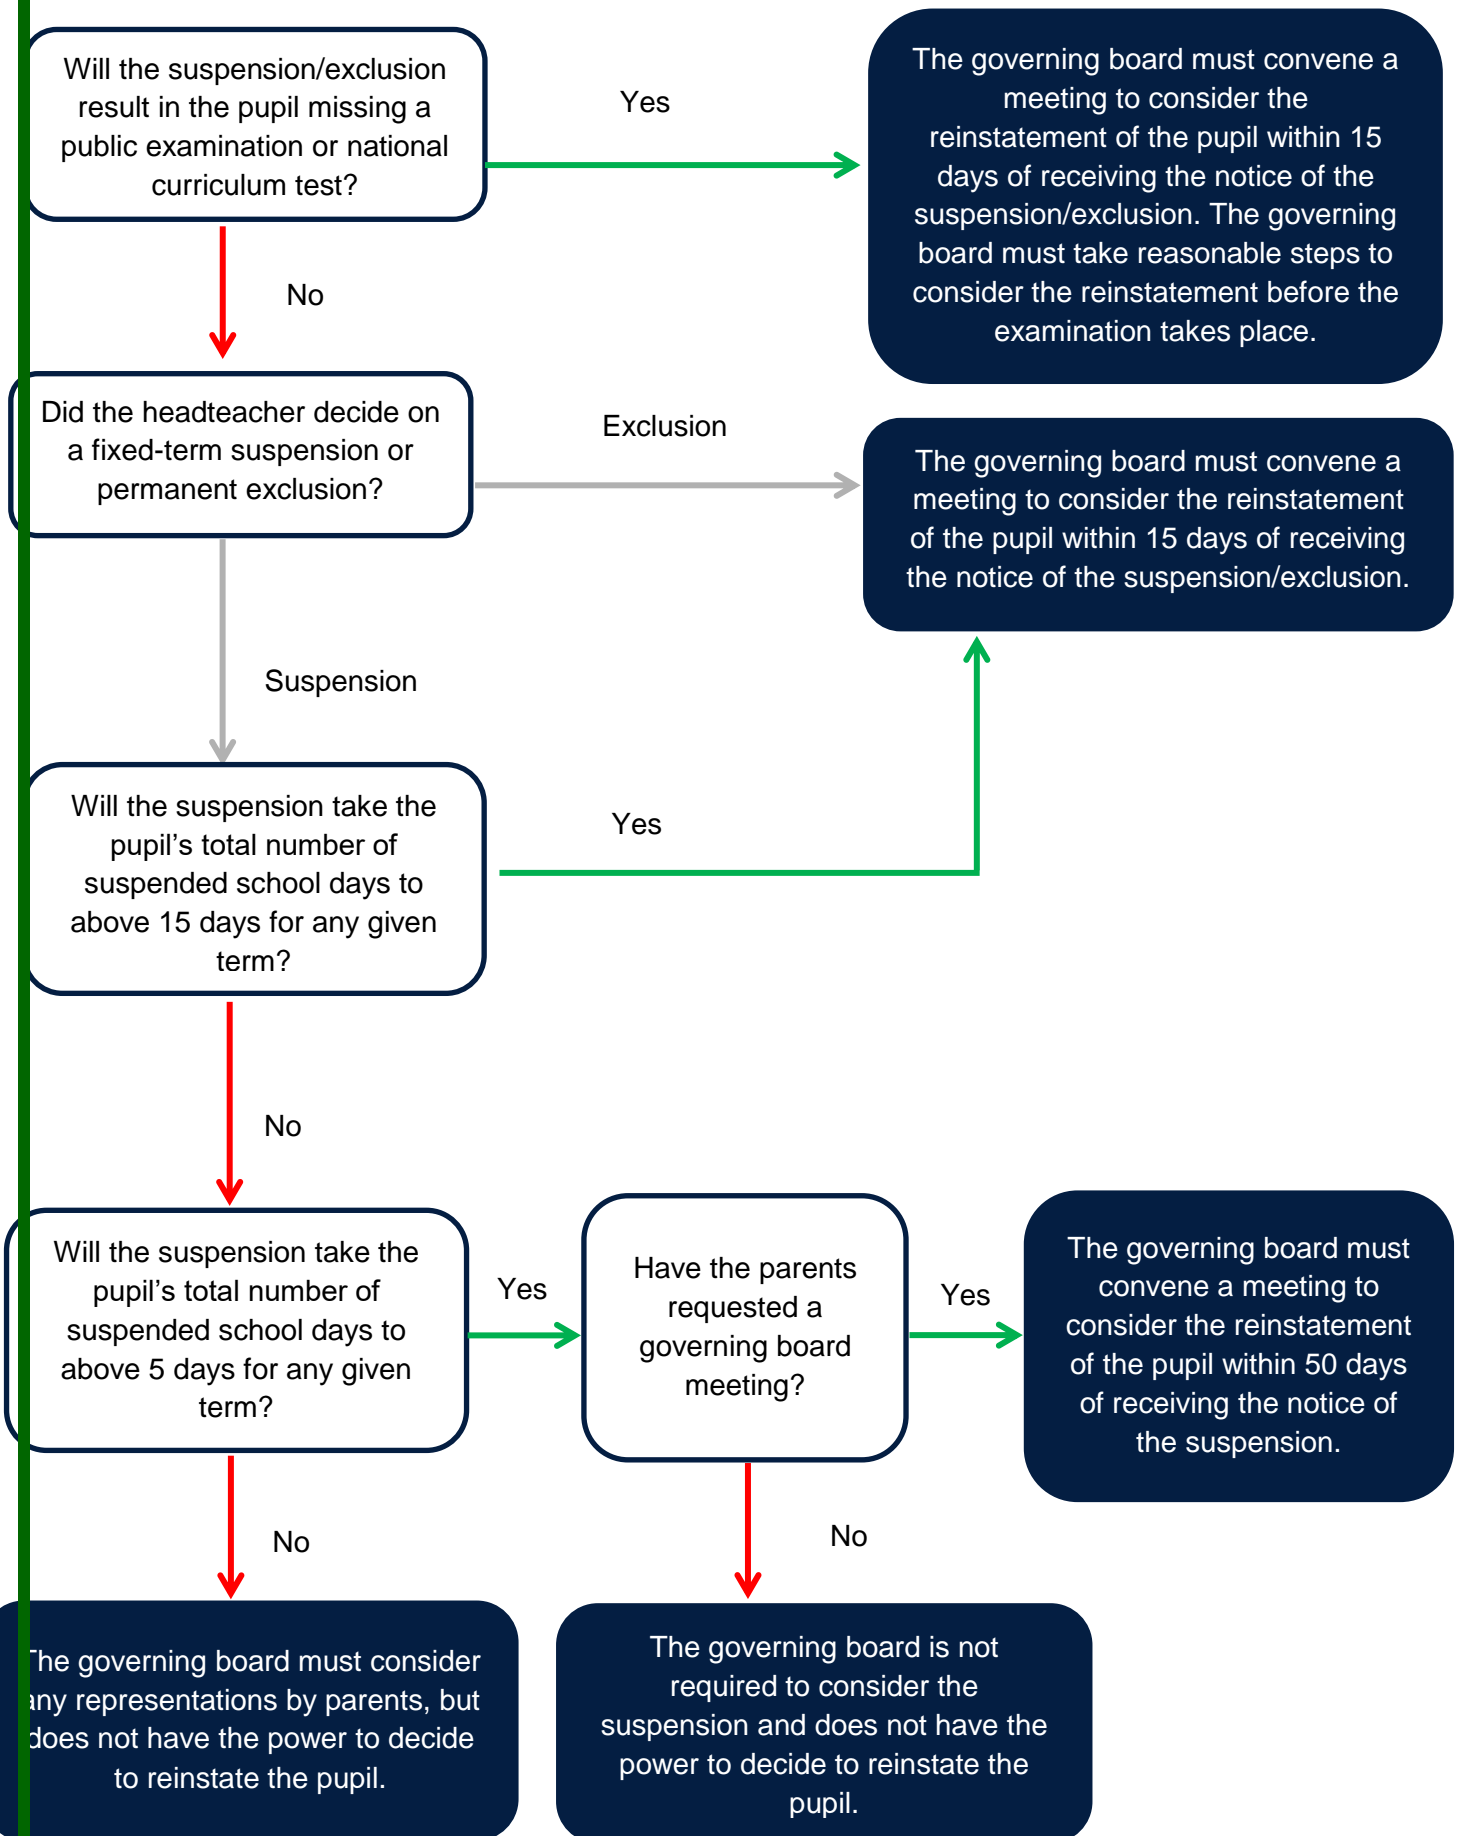 Will the suspension/exclusion
result in the pupil missing a
public examination or national
curriculum test?
Yes
The governing board must convene a
meeting to consider the
reinstatement of the pupil within 15
days of receiving the notice of the
suspension/exclusion. The governing
board must take reasonable steps to
consider the reinstatement before the
examination takes place.
No
Did the headteacher decide on
a fixed-term suspension or
permanent exclusion?
Exclusion
The governing board must convene a
meeting to consider the reinstatement
of the pupil within 15 days of receiving
the notice of the suspension/exclusion.
Suspension
Will the suspension take the
pupil’s total number of
suspended school days to
above 15 days for any given
term?
Yes
No
Will the suspension take the
pupil’s total number of
suspended school days to
above 5 days for any given
term?
Yes
Have the parents
requested a
governing board
meeting?
Yes
The governing board must
convene a meeting to
consider the reinstatement
of the pupil within 50 days
of receiving the notice of
the suspension.
No
No
The governing board must consider
any representations by parents, but
does not have the power to decide
to reinstate the pupil.
The governing board is not
required to consider the
suspension and does not have the
power to decide to reinstate the
pupil.